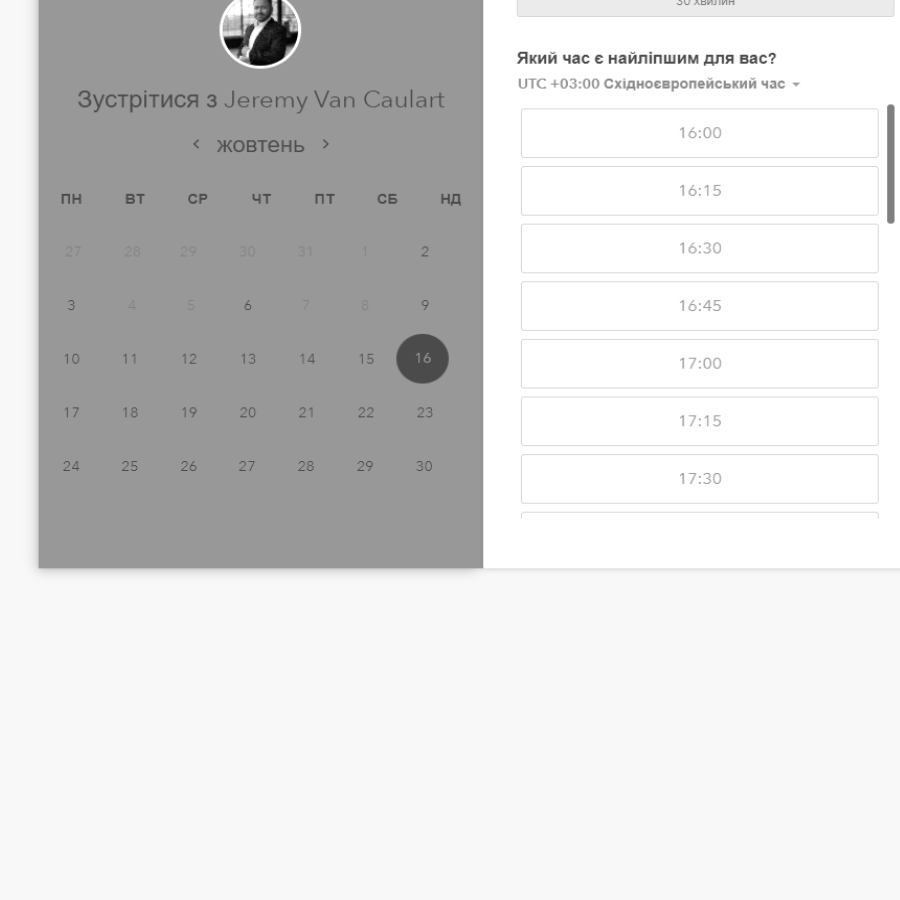 Зустрітися з Jeremy Van Caulart
жовтень
ПН ВТ СР ЧТ ПТ СБ НД
27 28 29 30 31 1 2
3 4 5 6 7 8 9
10 11 12 13 14 15 16
17 18 19 20 21 22 23
24 25 26 27 28 29 30
30 хвилин
Який час є найліпшим для вас?
UTC +03:00 Східноєвропейський час
16:00
16:15
16:30
16:45
17:00
17:15
17:30